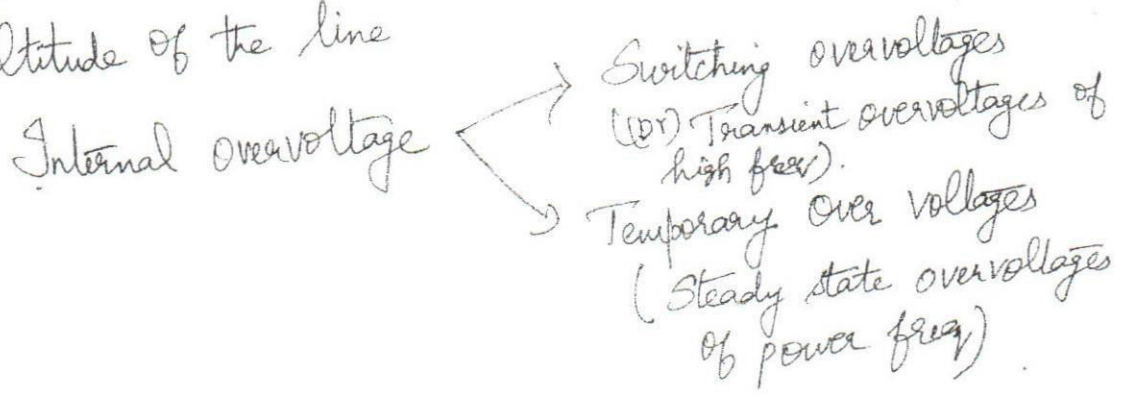 ltitude of the line
Internal overvoltage
Switching overvoltages
((or) Transient overvoltages of
high freq).
Temporary Over voltages
(Steady state overvoltages
of power freq).